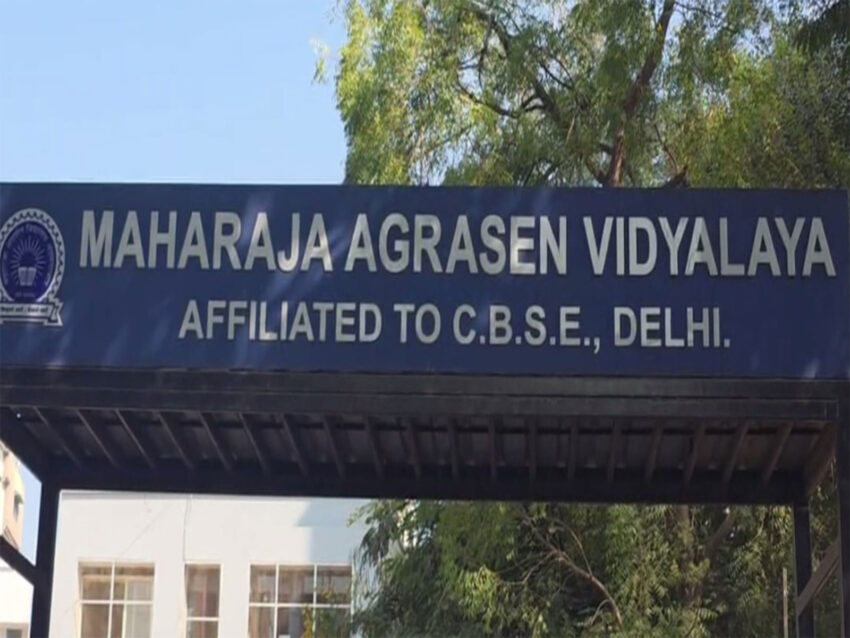 MAHARAJA AGRASEN VIDYALAYA
AFFILIATED TO C.B.S.E., DELHI.